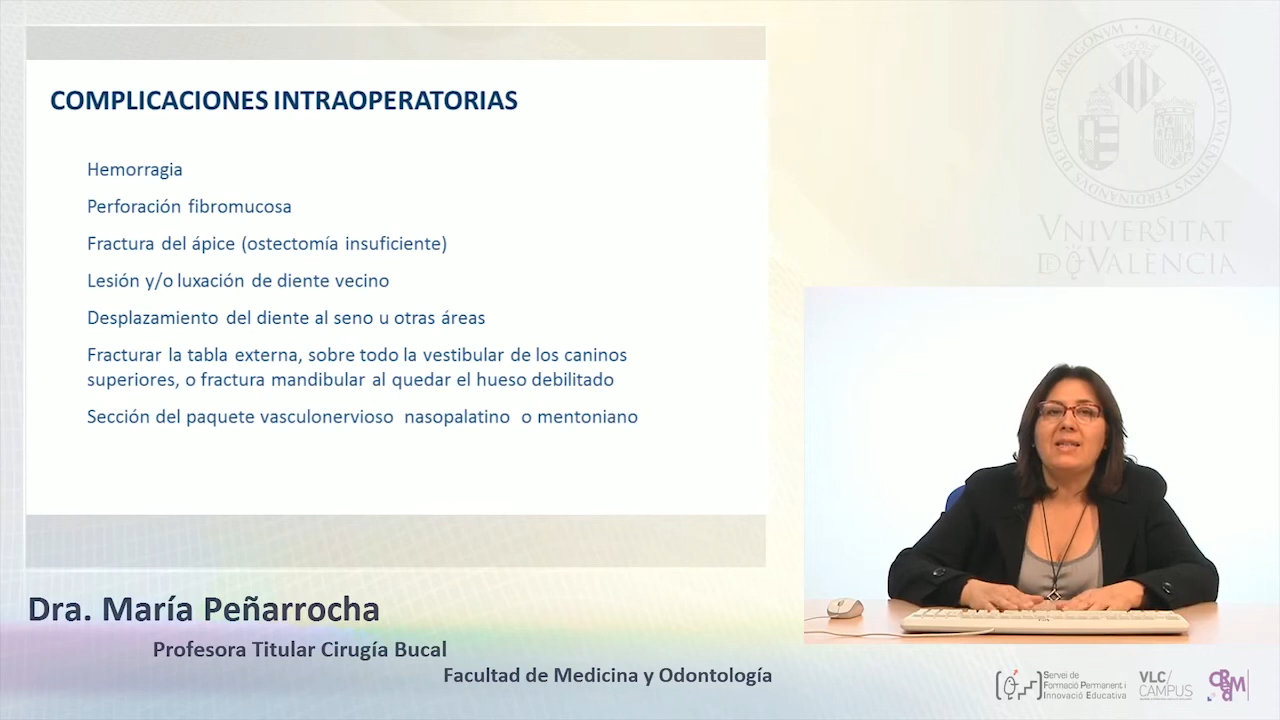 COMPLICACIONES INTRAOPERATORIAS
Hemorragia
Perforación fibromucosa
Fractura del ápice (ostectomía insuficiente)
Lesión y/o luxación de diente vecino
Desplazamiento del diente al seno u otras áreas
Fracturar la tabla externa, sobre todo la vestibular de los caninos
superiores, o fractura mandibular al quedar el hueso debilitado
Sección del paquete vasculonervioso nasopalatino o mentoniano
Dra. María Peñarrocha
Profesora Titular Cirugía Bucal
Facultad de Medicina y Odontología
VNIVERSITAT
DE VALÈNCIA
Servei de
Formació Permanent i
Innovació Educativa
VLC/
CAMPUS